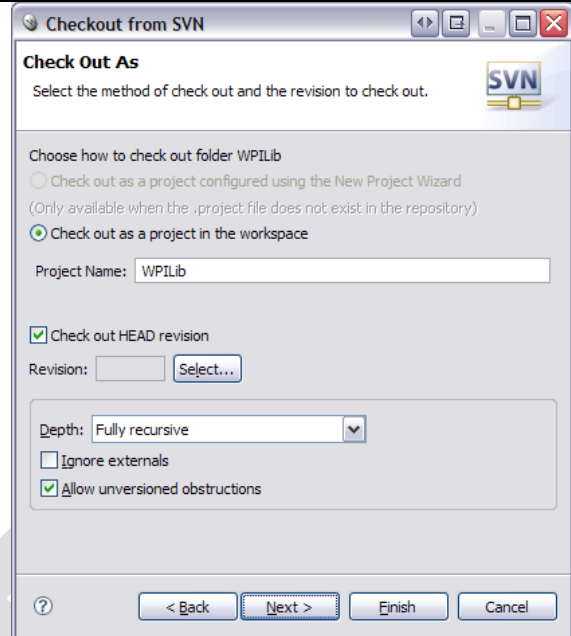 Checkout from SVN
Check Out As
Select the method of check out and the revision to check out.
SVN
Choose how to check out folder WPILib
Check out as a project configured using the New Project Wizard
(Only available when the .project file does not exist in the repository)
Check out as a project in the workspace
Project Name: WPILib
Check out HEAD revision
Revision: Select...
Depth: Fully recursive
Ignore externals
Allow unversioned obstructions
? < Back Next > Finish Cancel